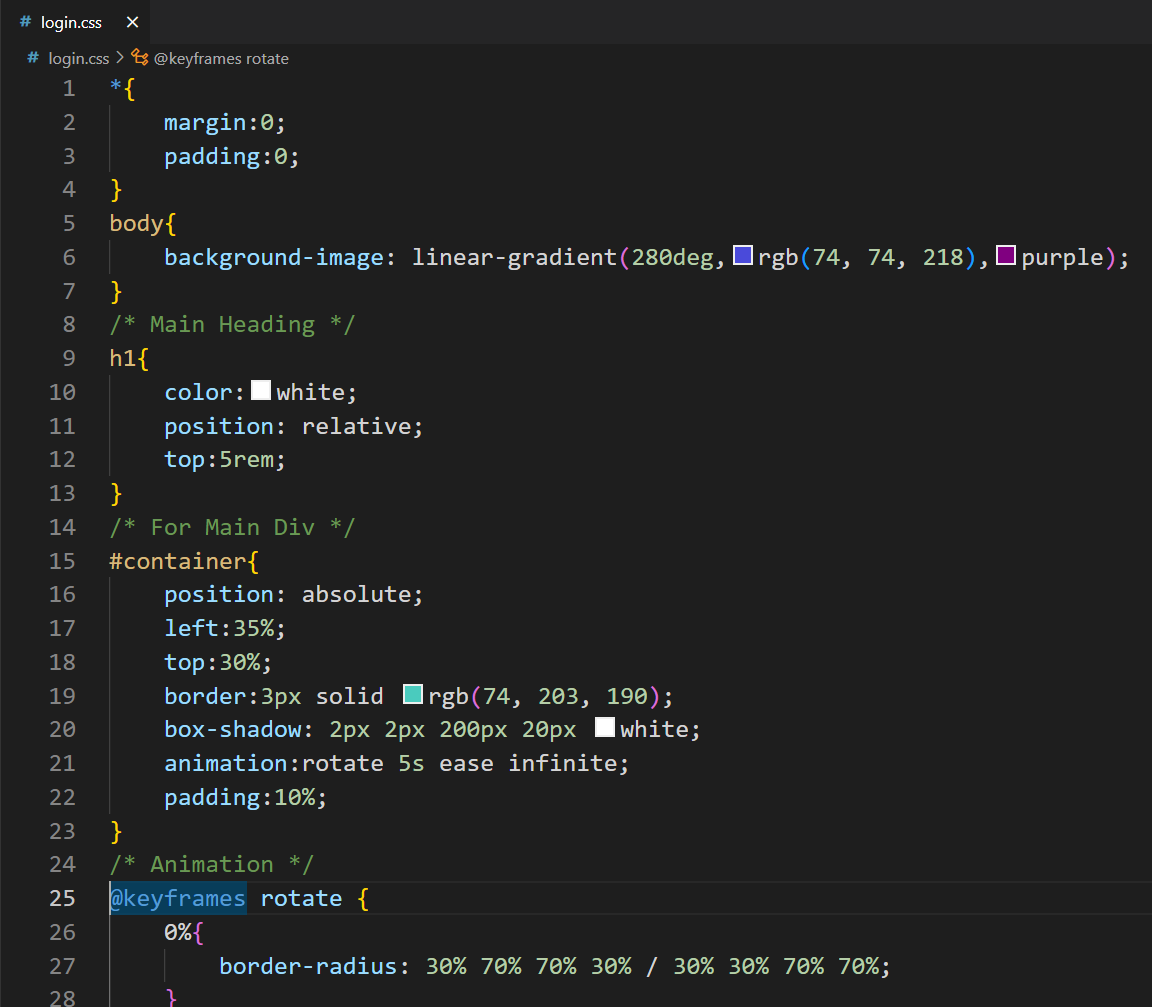 # login.css ×
# login.css > @keyframes rotate
1 *{
2     margin:0;
3     padding:0;
4 }
5 body{
6     background-image: linear-gradient(280deg,rgb(74, 74, 218),purple);
7 }
8 /* Main Heading */
9 h1{
10     color:white;
11     position: relative;
12     top:5rem;
13 }
14 /* For Main Div */
15 #container{
16     position: absolute;
17     left:35%;
18     top:30%;
19     border:3px solid rgb(74, 203, 190);
20     box-shadow: 2px 2px 200px 20px white;
21     animation:rotate 5s ease infinite;
22     padding:10%;
23 }
24 /* Animation */
25 @keyframes rotate {
26     0%{
27         border-radius: 30% 70% 70% 30% / 30% 30% 70% 70%;
28     }